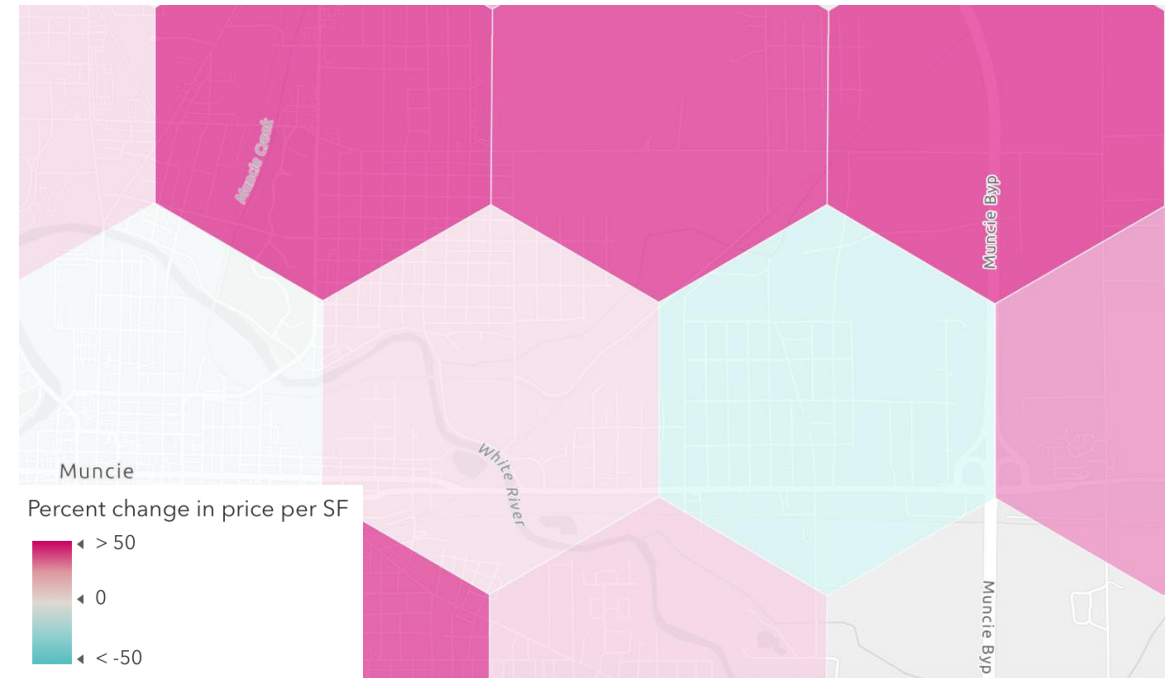 Muncie Creek
Muncie Byp
White River
Muncie
Muncie Byp
Percent change in price per SF
> 50
0
< -50